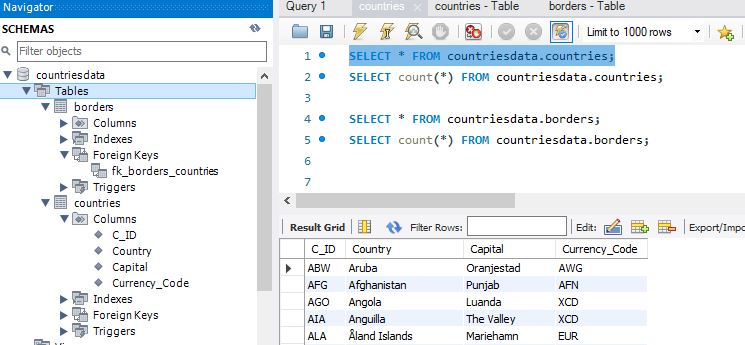 Navigator
SCHEMAS
Filter objects
countriesdata
Tables
borders
Columns
Indexes
Foreign Keys
fk_borders_countries
Triggers
countries
Columns
C_ID
Country
Capital
Currency_Code
Indexes
Foreign Keys
Triggers
Query 1 countries countries - Table borders - Table
Limit to 1000 rows
1 SELECT * FROM countriesdata.countries;
2 SELECT count(*) FROM countriesdata.countries;
3
4 SELECT * FROM countriesdata.borders;
5 SELECT count(*) FROM countriesdata.borders;
6
7
Result Grid Filter Rows: Edit: Export/Impo
C_ID Country Capital Currency_Code
ABW Aruba Oranjestad AWG
AFG Afghanistan Punjab AFN
AGO Angola Luanda XCD
AIA Anguilla The Valley XCD
ALA Åland Islands Mariehamn EUR